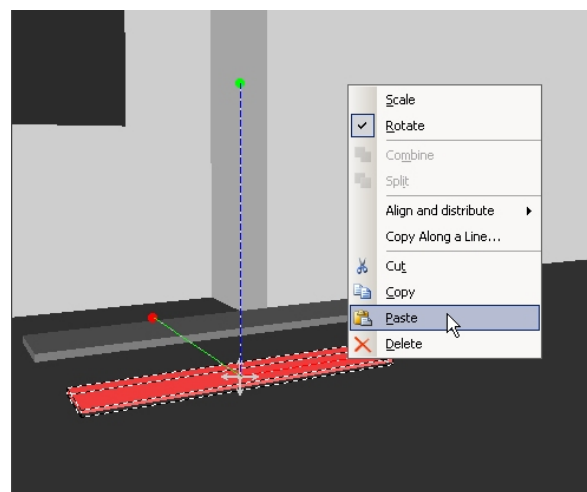 Scale
Rotate
Combine
Split
Align and distribute
Copy Along a Line...
Cut
Copy
Paste
Delete